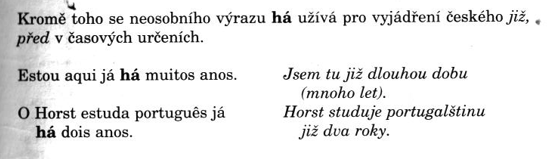 Kromě toho se neosobního výrazu há užívá pro vyjádření českého již,
před v časových určeních.
Estou aqui já há muitos anos.
Jsem tu již dlouhou dobu
(mnoho let).
O Horst estuda português já
há dois anos.
Horst studuje portugalštinu
již dva roky.